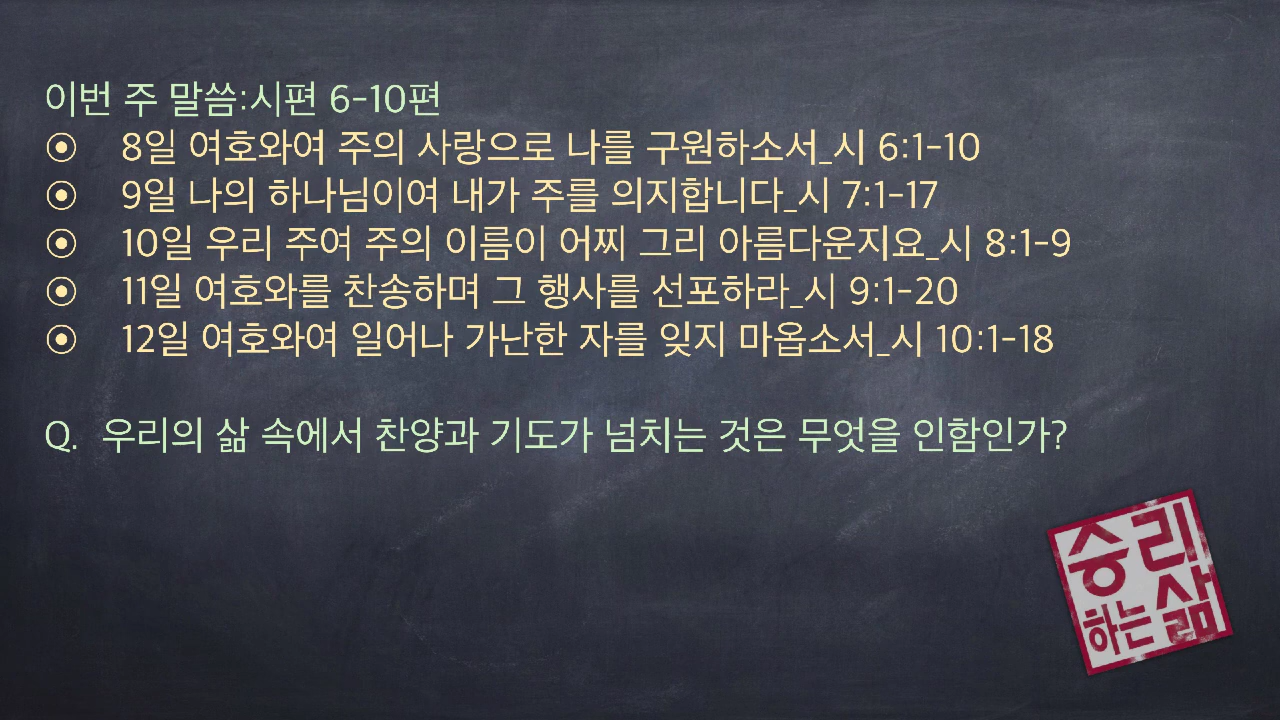 이번 주 말씀:시편 6-10편
⦿ 8일 여호와여 주의 사랑으로 나를 구원하소서_시 6:1-10
⦿ 9일 나의 하나님이여 내가 주를 의지합니다_시 7:1-17
⦿ 10일 우리 주여 주의 이름이 어찌 그리 아름다운지요_시 8:1-9
⦿ 11일 여호와를 찬송하며 그 행사를 선포하라_시 9:1-20
⦿ 12일 여호와여 일어나 가난한 자를 잊지 마옵소서_시 10:1-18
Q. 우리의 삶 속에서 찬양과 기도가 넘치는 것은 무엇을 인함인가?
승리
하는 삶